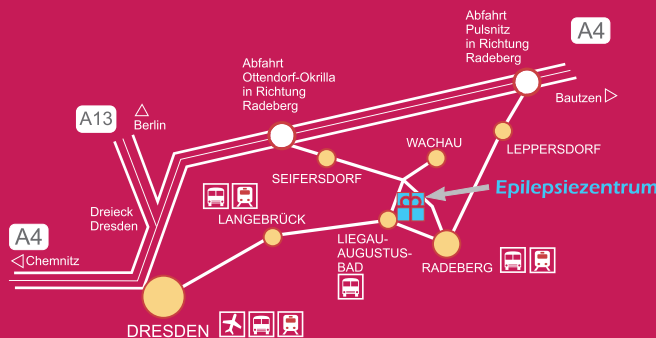 Abfahrt
Pulsnitz
in Richtung
Radeberg
A4
Abfahrt
Ottendorf-Okrilla
in Richtung
Radeberg
Bautzen
A13
Berlin
WACHAU
LEPPERSDORF
SEIFERSDORF
Epilepsiezentrum
Dreieck
Dresden
LANGEBRÜCK
A4
Chemnitz
LIEGAU-
AUGUSTUS-
BAD
RADEBERG
DRESDEN